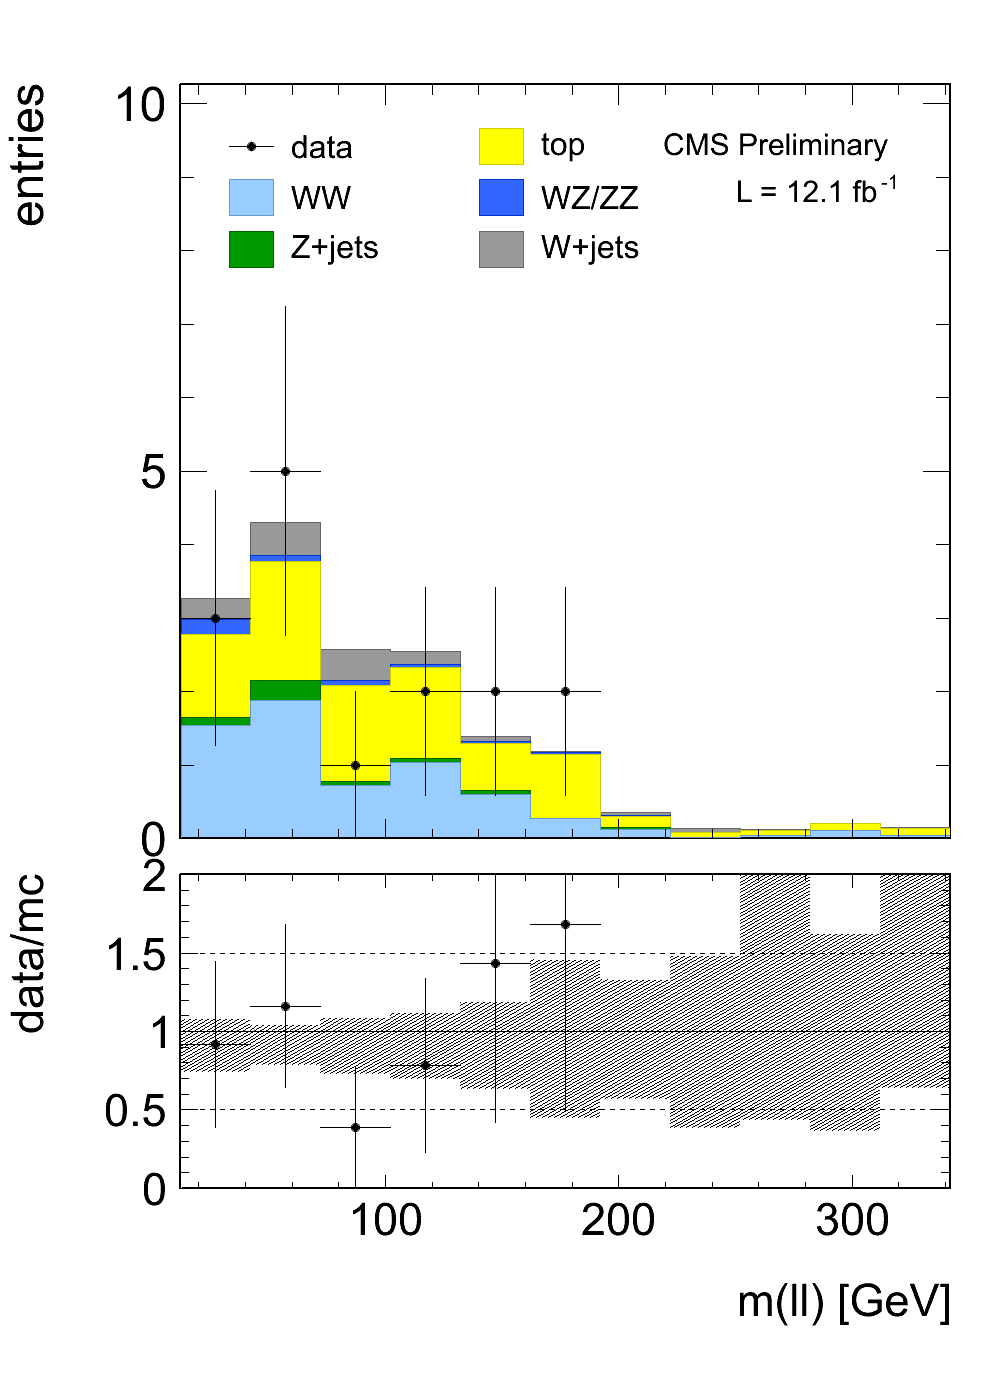 entries
10
5
0
data
top
CMS Preliminary
WW
WZ/ZZ
L = 12.1 fb⁻¹
Z+jets
W+jets
data/mc
2
1.5
1
0.5
0
100 200 300
m(ll) [GeV]